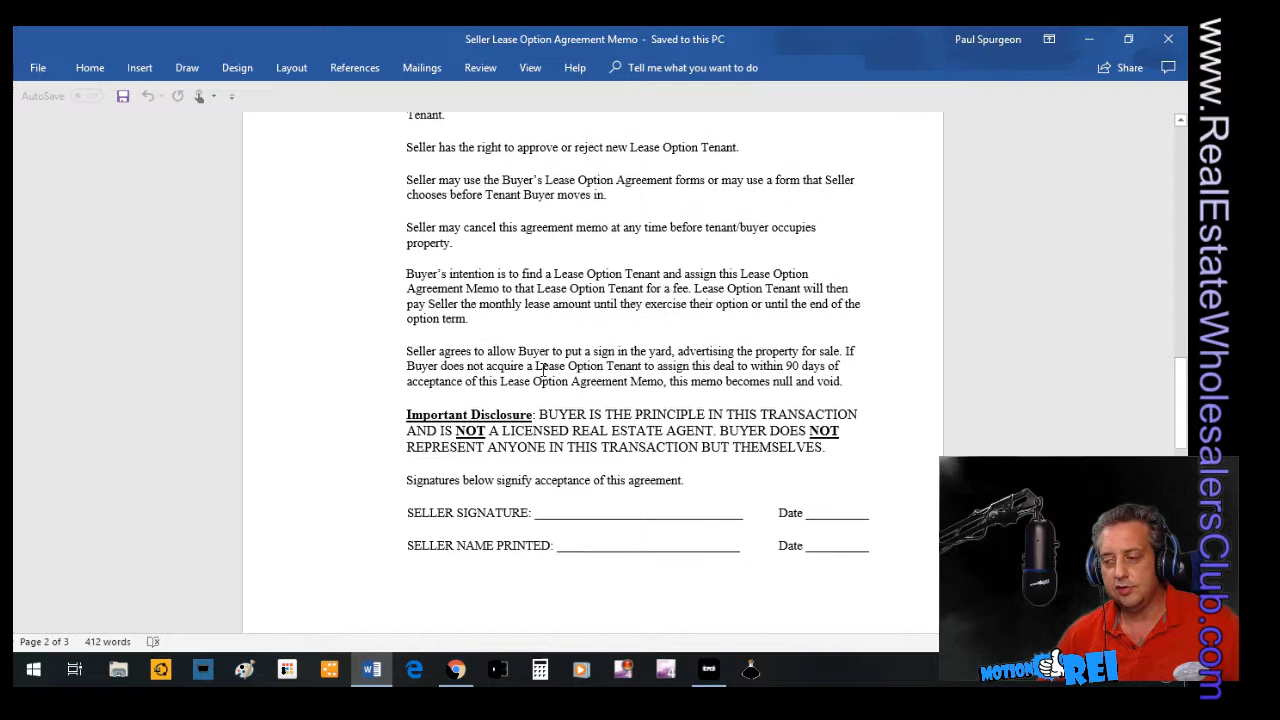 Seller Lease Option Agreement Memo - Saved to this PC
Paul Spurgeon
File Home Insert Draw Design Layout References Mailings Review View Help Tell me what you want to do Share
AutoSave Off
Tenant.
Seller has the right to approve or reject new Lease Option Tenant.
Seller may use the Buyer's Lease Option Agreement forms or may use a form that Seller
chooses before Tenant Buyer moves in.
Seller may cancel this agreement memo at any time before tenant/buyer occupies
property.
Buyer's intention is to find a Lease Option Tenant and assign this Lease Option
Agreement Memo to that Lease Option Tenant for a fee. Lease Option Tenant will then
pay Seller the monthly lease amount until they exercise their option or until the end of the
option term.
Seller agrees to allow Buyer to put a sign in the yard, advertising the property for sale. If
Buyer does not acquire a Lease Option Tenant to assign this deal to within 90 days of
acceptance of this Lease Option Agreement Memo, this memo becomes null and void.
Important Disclosure: BUYER IS THE PRINCIPLE IN THIS TRANSACTION
AND IS NOT A LICENSED REAL ESTATE AGENT. BUYER DOES NOT
REPRESENT ANYONE IN THIS TRANSACTION BUT THEMSELVES.
Signatures below signify acceptance of this agreement.
SELLER SIGNATURE: ____________________ Date ________
SELLER NAME PRINTED: ____________________ Date ________
Page 2 of 3 412 words
MOTION REI
www.RealEstateWholesalersClub.com